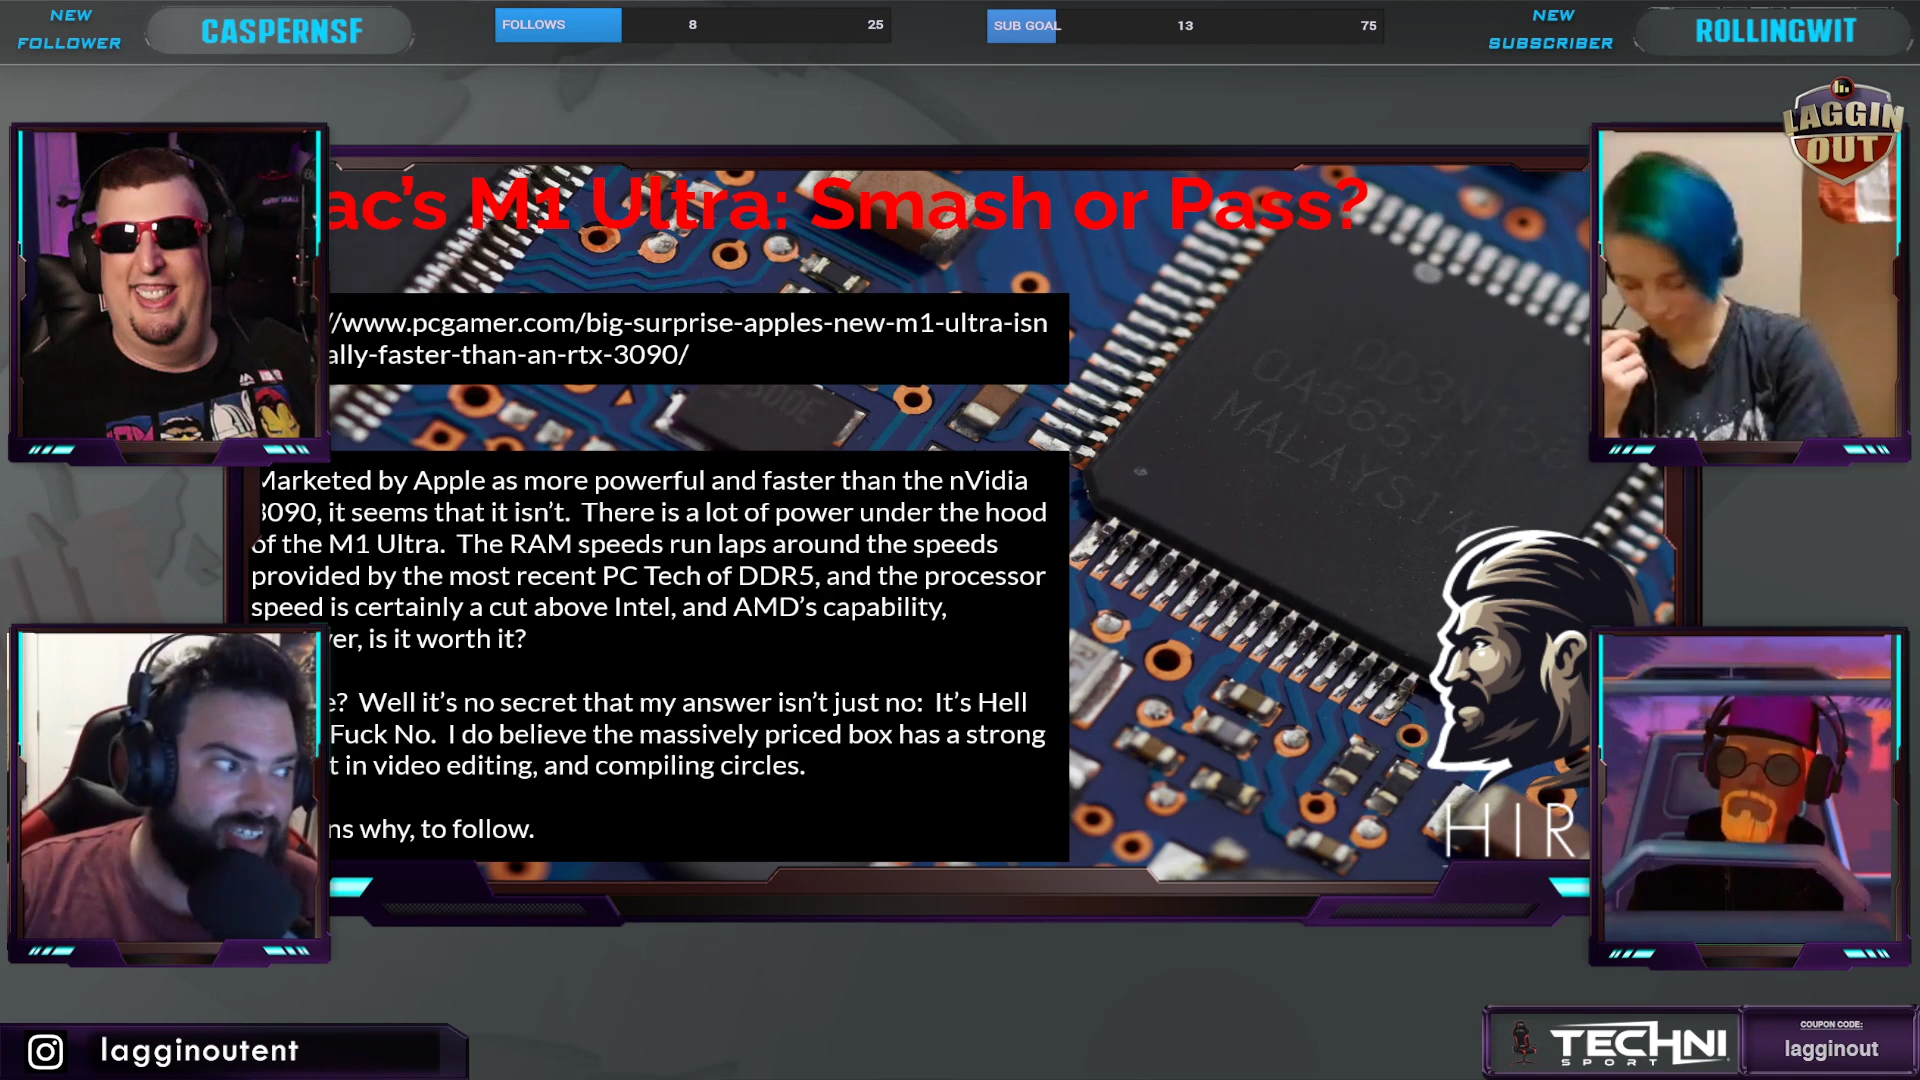 NEW
FOLLOWER
CASPERNSF
FOLLOWS 8 25
SUB GOAL 13 75
NEW
SUBSCRIBER
ROLLINGWIT
LAGGIN
OUT
ac's M1 Ultra: Smash or Pass?
//www.pcgamer.com/big-surprise-apples-new-m1-ultra-isn
ally-faster-than-an-rtx-3090/
MALAYSIA
Marketed by Apple as more powerful and faster than the nVidia
3090, it seems that it isn't. There is a lot of power under the hood
of the M1 Ultra. The RAM speeds run laps around the speeds
provided by the most recent PC Tech of DDR5, and the processor
speed is certainly a cut above Intel, and AMD's capability,
ver, is it worth it?
e? Well it's no secret that my answer isn't just no: It's Hell
Fuck No. I do believe the massively priced box has a strong
t in video editing, and compiling circles.
ns why, to follow.
HIR
lagginoutent
TECHNI
SPORT
COUPON CODE:
lagginout